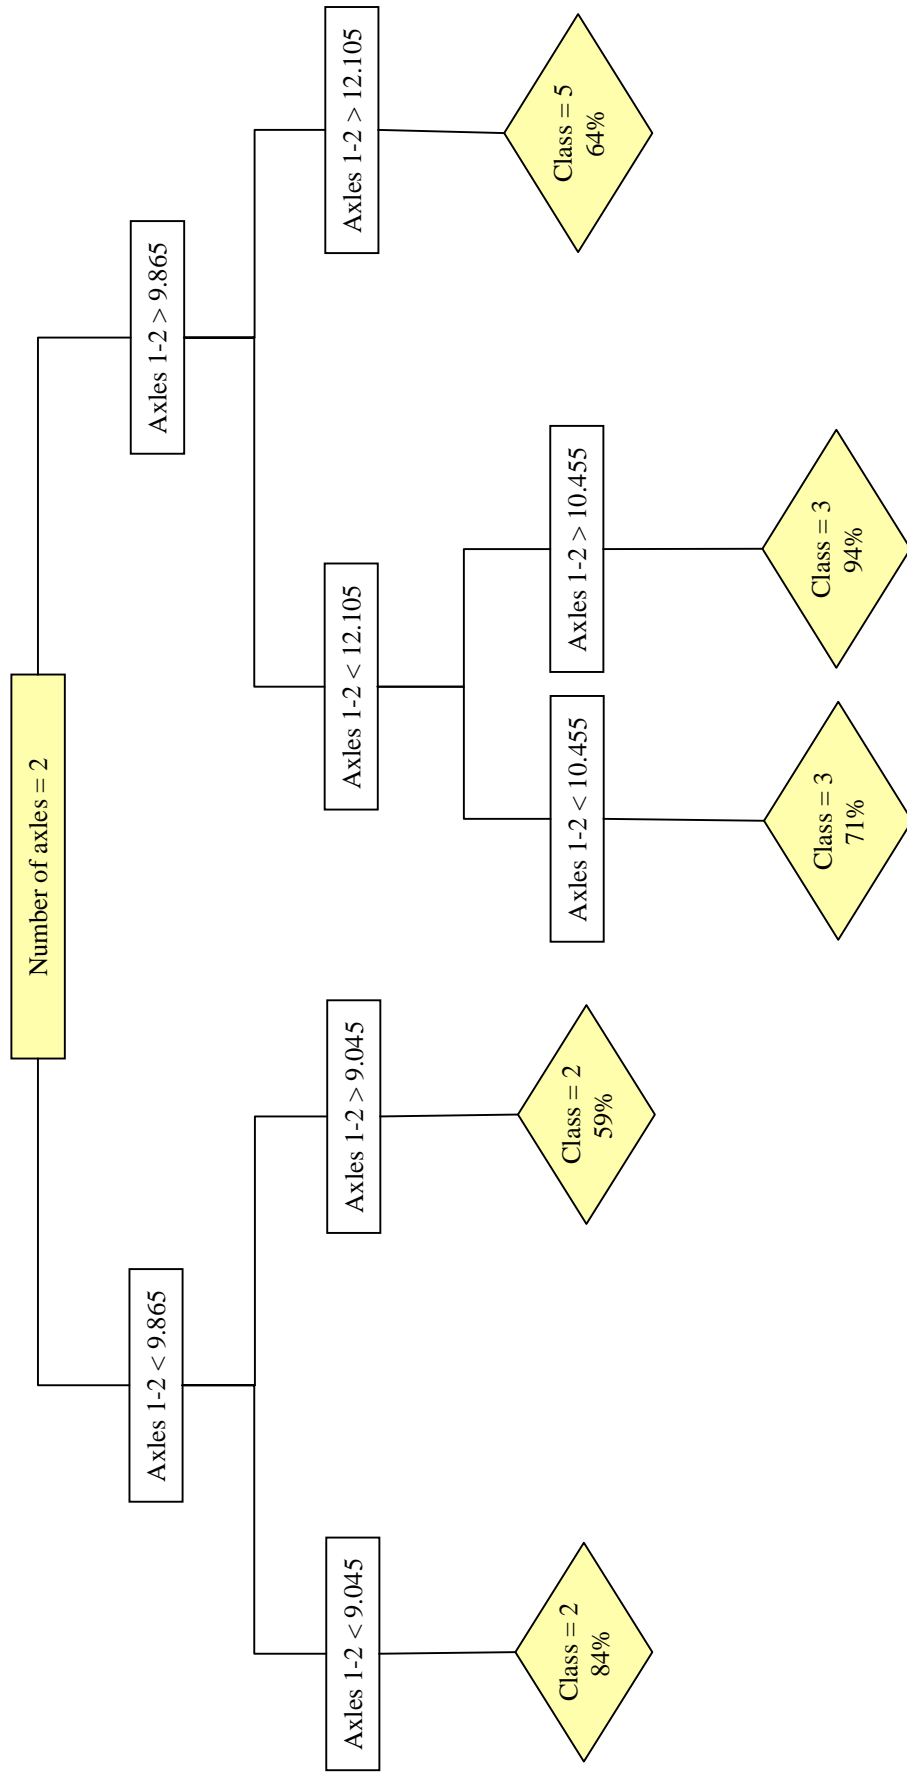 Number of axles = 2
Axles 1-2 < 9.865
Axles 1-2 > 9.865
Axles 1-2 < 9.045
Axles 1-2 > 9.045
Axles 1-2 < 12.105
Axles 1-2 > 12.105
Class = 2
84%
Class = 2
59%
Axles 1-2 < 10.455
Axles 1-2 > 10.455
Class = 5
64%
Class = 3
71%
Class = 3
94%